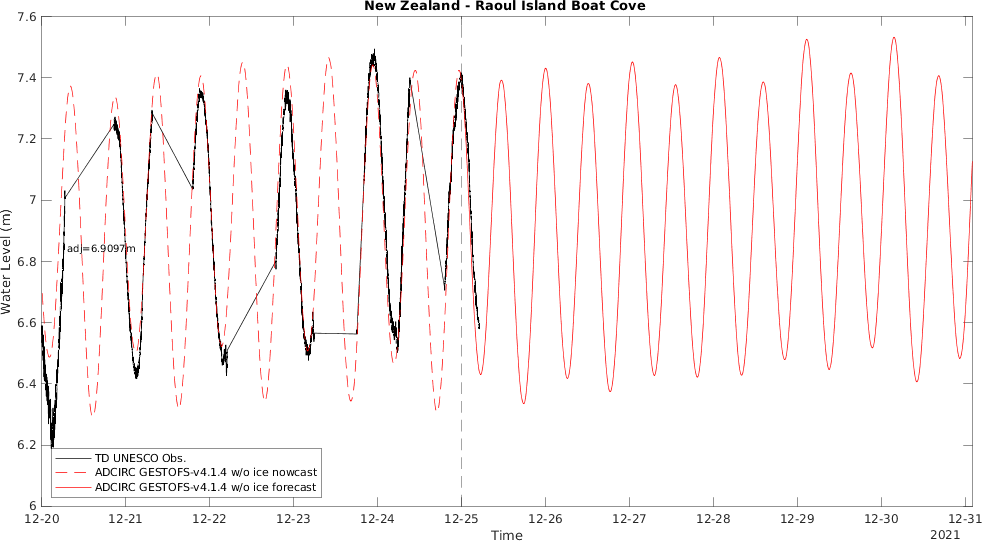 New Zealand - Raoul Island Boat Cove
Water Level (m)
7.6
7.4
7.2
7
6.8
6.6
6.4
6.2
6
adj=6.9097m
TD UNESCO Obs.
ADCIRC GESTOFS-v4.1.4 w/o ice nowcast
ADCIRC GESTOFS-v4.1.4 w/o ice forecast
12-20 12-21 12-22 12-23 12-24 12-25 12-26 12-27 12-28 12-29 12-30 12-31
Time
2021